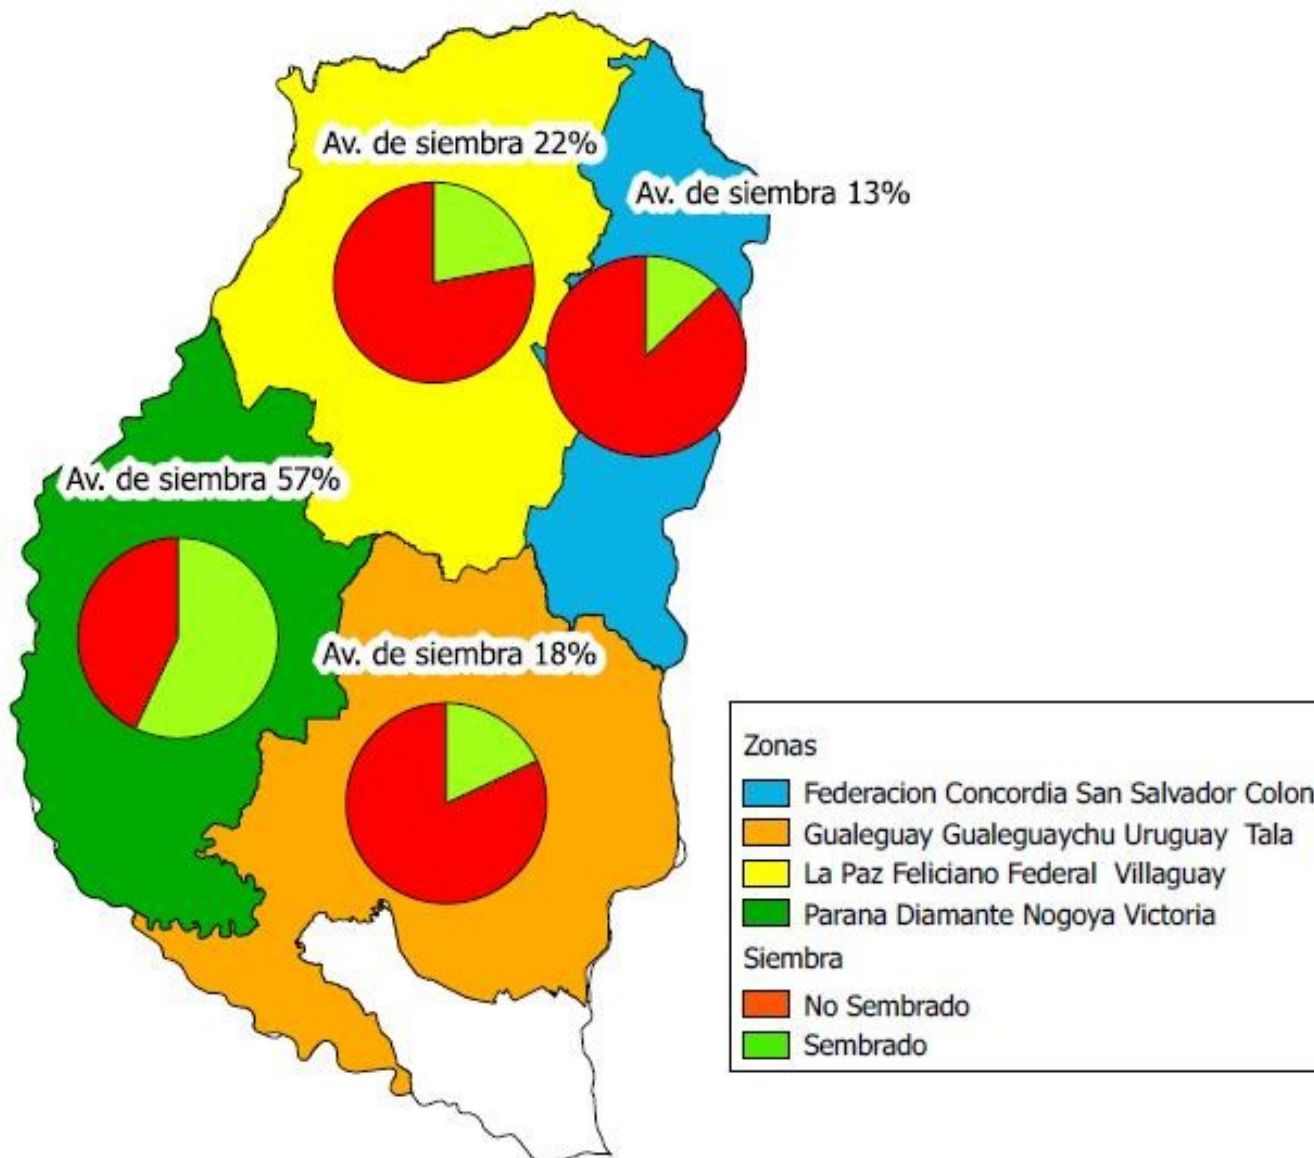 Av. de siembra 22%
Av. de siembra 13%
Av. de siembra 57%
Av. de siembra 18%
Zonas
Federacion Concordia San Salvador Colon
Gualeguay Gualeguaychu Uruguay Tala
La Paz Feliciano Federal Villaguay
Parana Diamante Nogoya Victoria
Siembra
No Sembrado
Sembrado